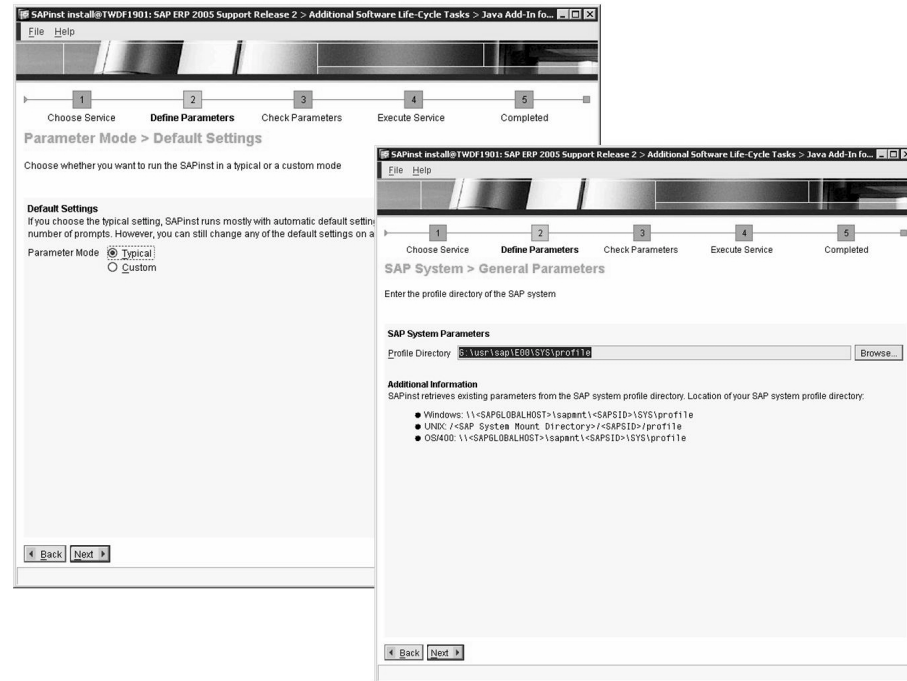 SAPinst install@TWDF1901: SAP ERP 2005 Support Release 2 > Additional Software Life-Cycle Tasks > Java Add-In fo...
File Help
1 2 3 4 5
Choose Service Define Parameters Check Parameters Execute Service Completed
Parameter Mode > Default Settings
Choose whether you want to run the SAPinst in a typical or a custom mode
Default Settings
If you choose the typical setting, SAPinst runs mostly with automatic default settin
number of prompts. However, you can still change any of the default settings on a
Parameter Mode Typical
Custom
Back Next
SAPinst install@TWDF1901: SAP ERP 2005 Support Release 2 > Additional Software Life-Cycle Tasks > Java Add-In fo...
File Help
1 2 3 4 5
Choose Service Define Parameters Check Parameters Execute Service Completed
SAP System > General Parameters
Enter the profile directory of the SAP system
SAP System Parameters
Profile Directory G:\usr\sap\E00\SYS\profile Browse...
Additional Information
SAPinst retrieves existing parameters from the SAP system profile directory. Location of your SAP system profile directory:
● Windows: \\<SAPGLOBALHOST>\sapmnt\<SAPSID>\SYS\profile
● UNIX: /<SAP System Mount Directory>/<SAPSID>/profile
● OS/400: \\<SAPGLOBALHOST>\sapmnt\<SAPSID>\SYS\profile
Back Next